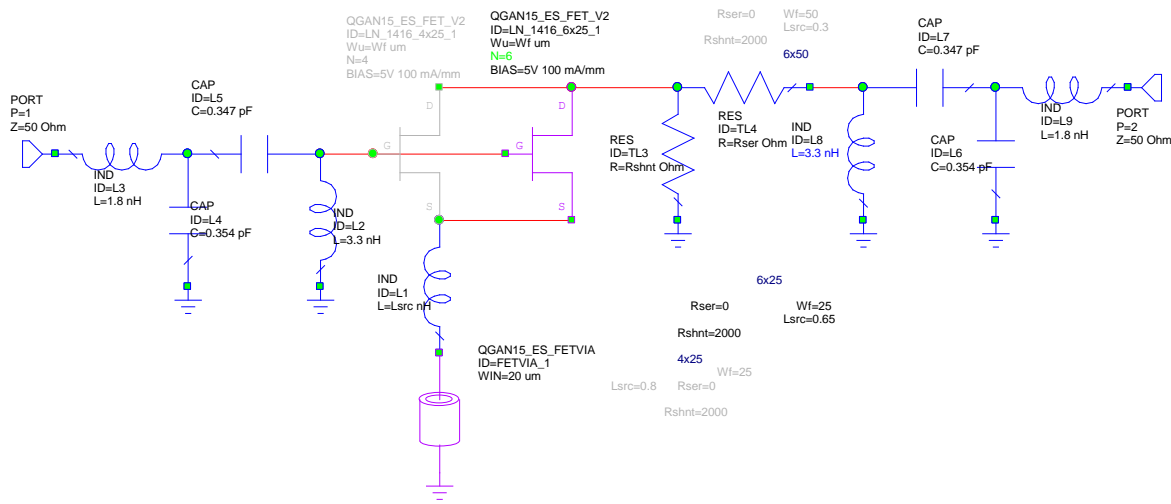 QGAN15_ES_FET_V2
ID=LN_1416_4x25_1
Wu=Wf um
N=4
BIAS=5V 100 mA/mm
QGAN15_ES_FET_V2
ID=LN_1416_6x25_1
Wu=Wf um
N=6
BIAS=5V 100 mA/mm
Rser=0
Wf=50
Lsrc=0.3
Rshnt=2000
6x50
CAP
ID=L7
C=0.347 pF
CAP
ID=L5
C=0.347 pF
PORT
P=1
Z=50 Ohm
IND
ID=L3
L=1.8 nH
CAP
ID=L4
C=0.354 pF
IND
ID=L2
L=3.3 nH
D
G
S
D
G
S
RES
ID=TL3
R=Rshnt Ohm
RES
ID=TL4
R=Rser Ohm
IND
ID=L8
L=3.3 nH
CAP
ID=L6
C=0.354 pF
IND
ID=L9
L=1.8 nH
PORT
P=2
Z=50 Ohm
IND
ID=L1
L=Lsrc nH
QGAN15_ES_FETVIA
ID=FETVIA_1
WIN=20 um
6x25
Rser=0
Wf=25
Lsrc=0.65
Rshnt=2000
4x25
Wf=25
Lsrc=0.8
Rser=0
Rshnt=2000